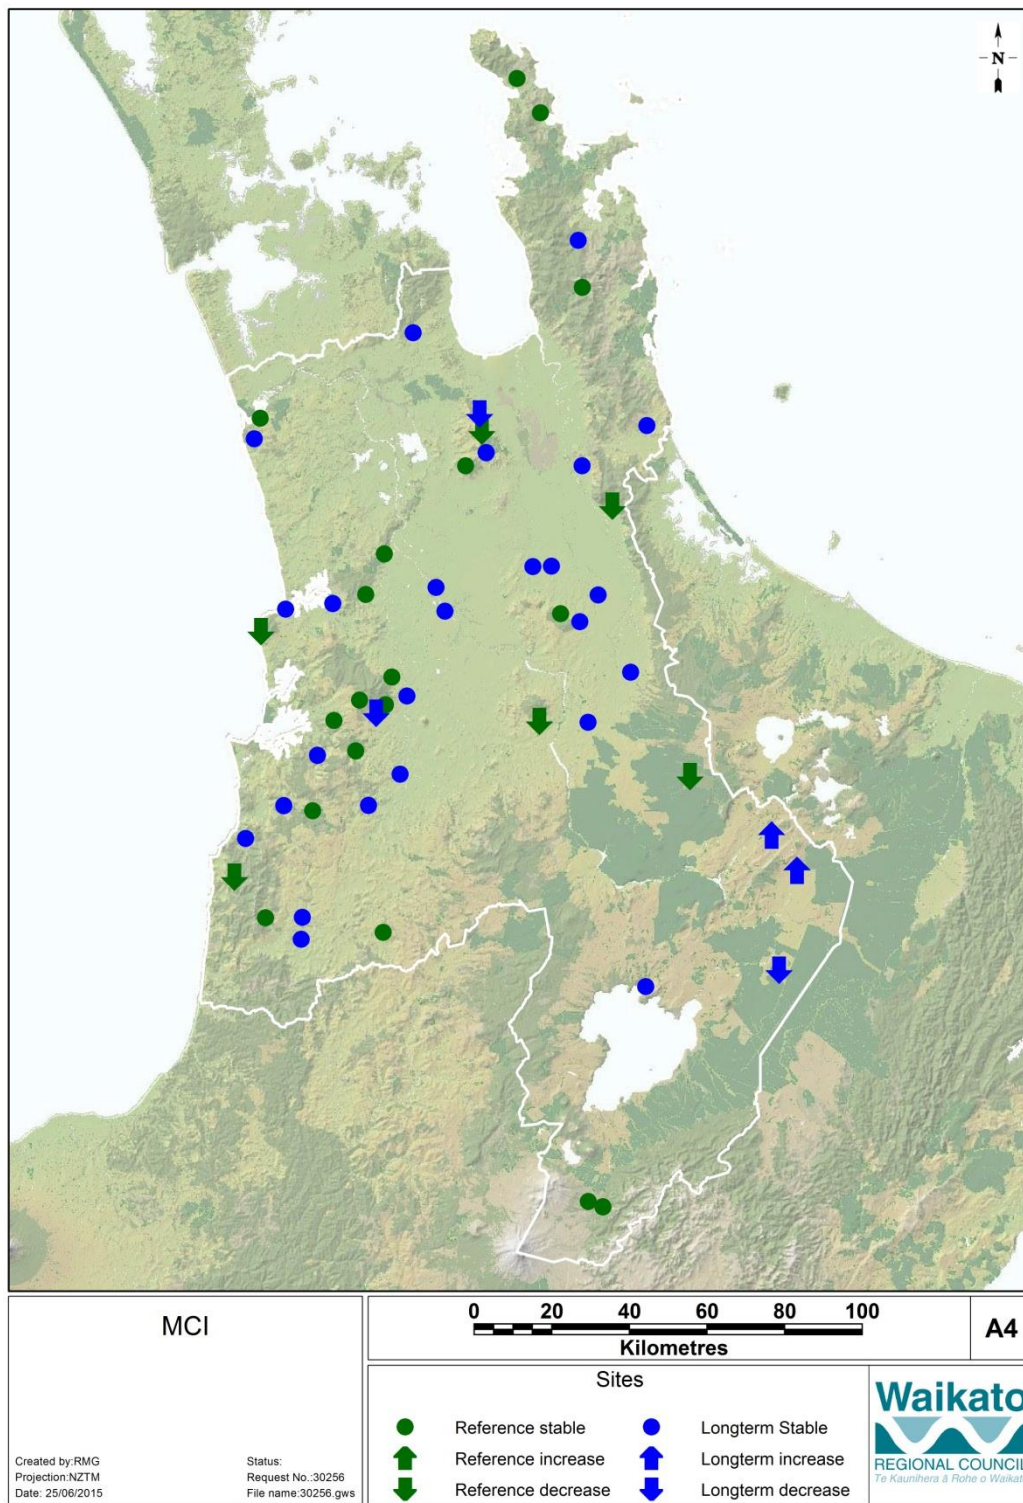 N
MCI
0 20 40 60 80 100
Kilometres
A4
Sites
Reference stable
Longterm Stable
Reference increase
Longterm increase
Reference decrease
Longterm decrease
Created by:RMG
Projection:NZTM
Date: 25/06/2015
Status:
Request No.:30256
File name:30256.gws
Waikato
REGIONAL COUNCIL
Te Kaunihera ā Rohe o Waikato